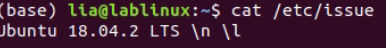 (base) lia@lablinux:~$ cat /etc/issue
Ubuntu 18.04.2 LTS \n \l